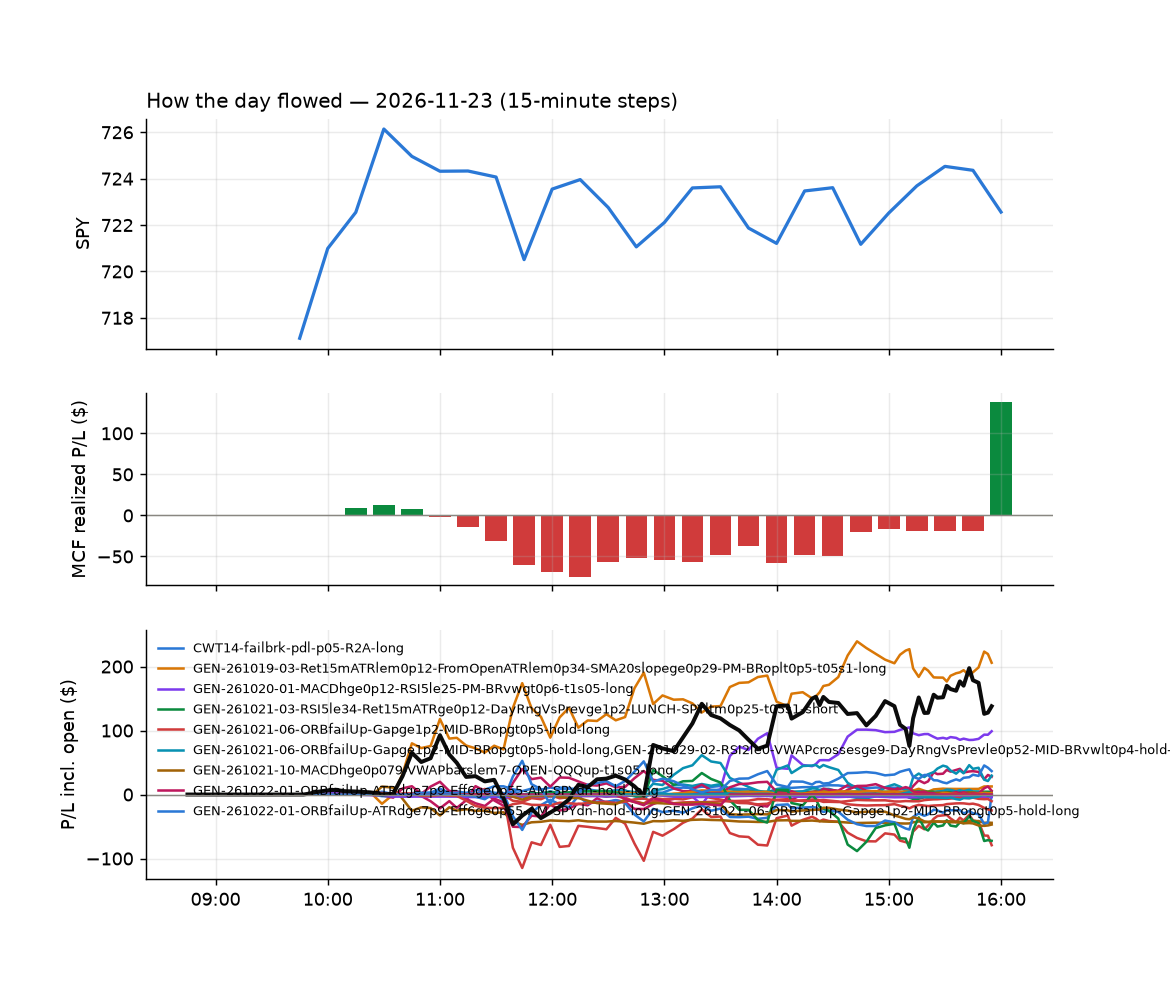 How the day flowed — 2026-11-23 (15-minute steps)
726
724
722
720
718
SPY
100
50
0
−50
MCF realized P/L ($)
200
100
0
−100
P/L incl. open ($)
CWT14-failbrk-pdl-p05-R2A-long
GEN-261019-03-Ret15mATRlem0p12-FromOpenATRlem0p34-SMA20slopege0p29-PM-BRoplt0p5-t05s1-long
GEN-261020-01-MACDhge0p12-RSI5le25-PM-BRvwgt0p6-t1s05-long
GEN-261021-03-RSI5le34-Ret15mATRge0p12-DayRngVsPrevge1p2-LUNCH-SPYtm0p25-t05s1-short
GEN-261021-06-ORBfailUp-Gapge1p2-MID-BRopgt0p5-hold-long
GEN-261021-06-ORBfailUp-Gapge1p2-MID-BRopgt0p5-hold-long,GEN-261029-02-RSI2le0-VWAPcrossesge9-DayRngVsPrevle0p52-MID-BRvwlt0p4-hold-
GEN-261021-10-MACDhge0p079-VWAPbarslem7-OPEN-QQQup-t1s05-long
GEN-261022-01-ORBfailUp-ATRdge7p9-Eff6ge0p55-AM-SPYdn-hold-long
GEN-261022-01-ORBfailUp-ATRdge7p9-Eff6ge0p55-AM-SPYdn-hold-long,GEN-261021-06-ORBfailUp-Gapge1p2-MID-BRopgt0p5-hold-long
09:00 10:00 11:00 12:00 13:00 14:00 15:00 16:00